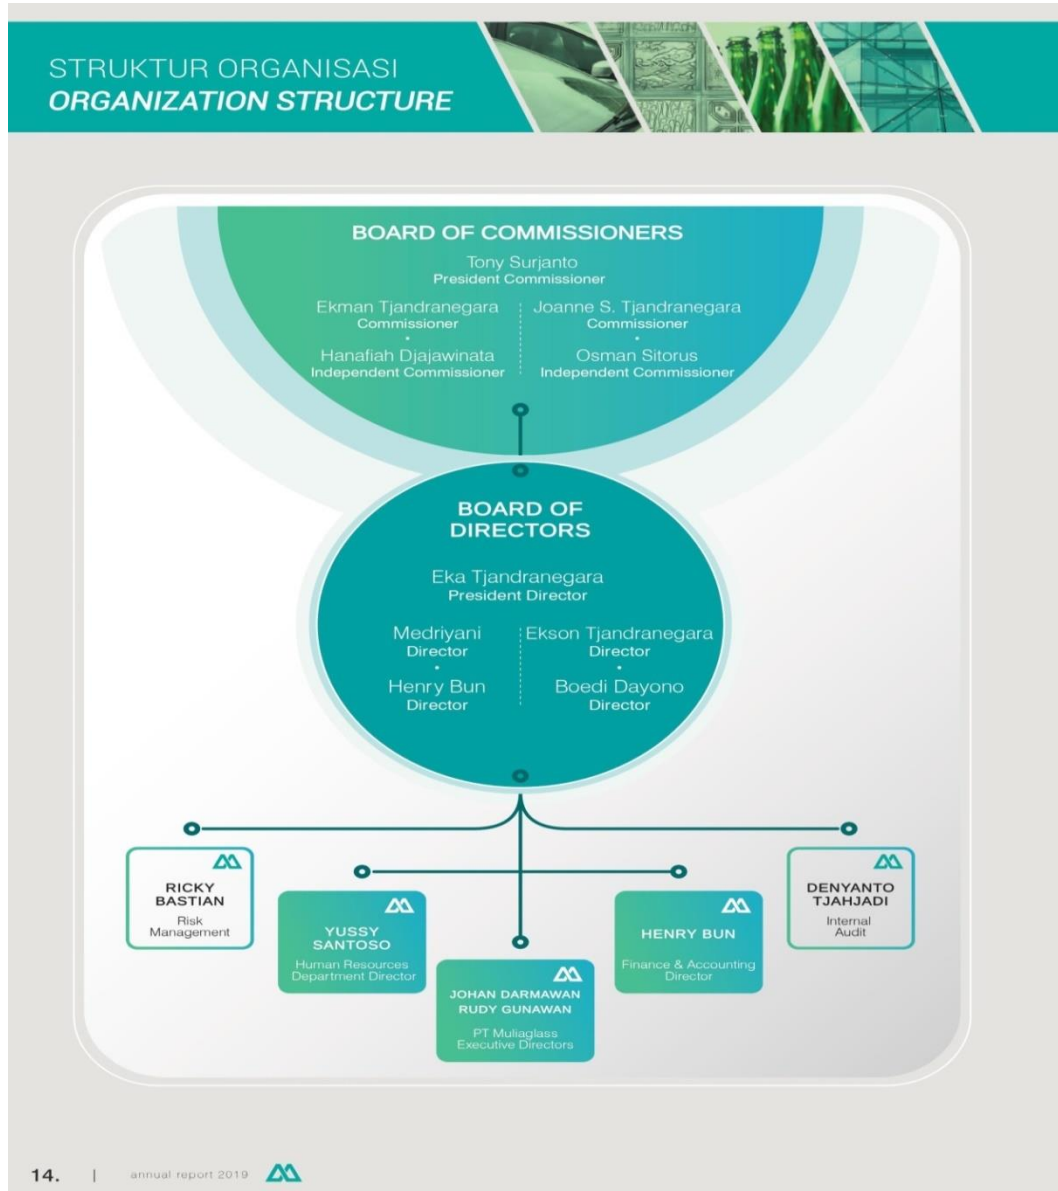 STRUKTUR ORGANISASI
ORGANIZATION STRUCTURE
BOARD OF COMMISSIONERS
Tony Surjanto
President Commissioner
Ekman Tjandranegara
Commissioner
Hanafiah Djajawinata
Independent Commissioner
Joanne S. Tjandranegara
Commissioner
Osman Sitorus
Independent Commissioner
BOARD OF
DIRECTORS
Eka Tjandranegara
President Director
Medriyani
Director
Henry Bun
Director
Ekson Tjandranegara
Director
Boedi Dayono
Director
RICKY
BASTIAN
Risk
Management
YUSSY
SANTOSO
Human Resources
Department Director
JOHAN DARMAWAN
RUDY GUNAWAN
PT Muliaglass
Executive Directors
HENRY BUN
Finance & Accounting
Director
DENYANTO
TJAHJADI
Internal
Audit
14. | annual report 2019